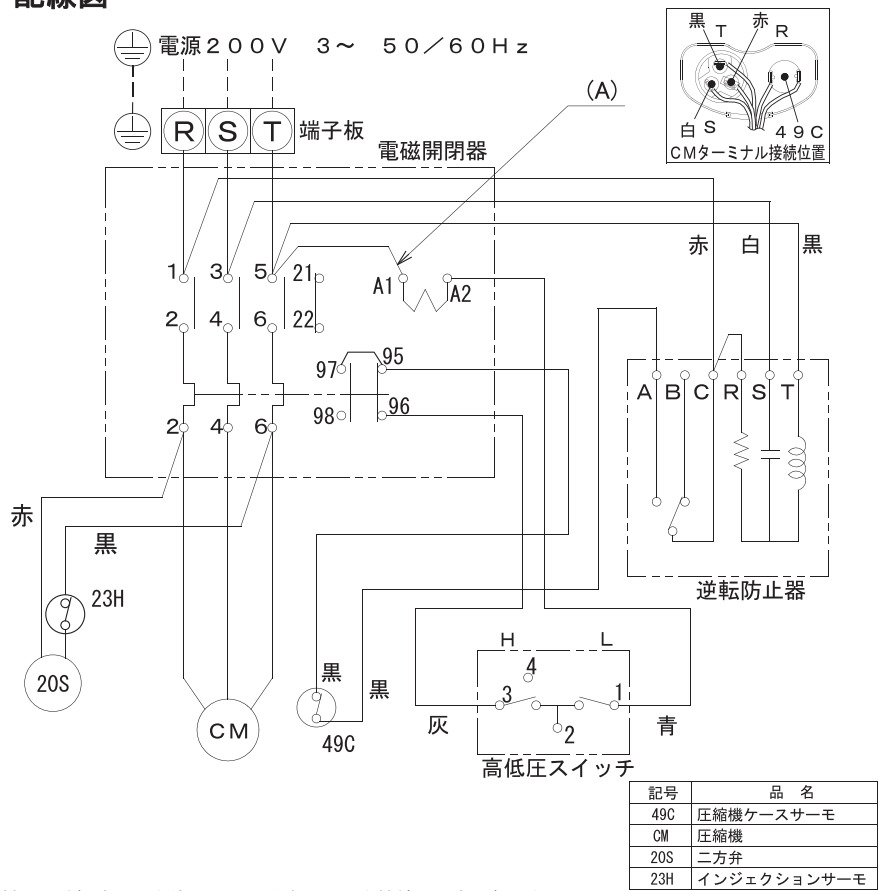 配線図
電源200V 3～ 50/60Hz
R S T 端子板
(A)
黒 T 赤 R
白 S 49C
CMターミナル接続位置
電磁開閉器
赤 白 黒
1 3 5 21 A1 A2
2 4 6 22
97 95
98 96
2 4 6
A B C R S T
逆転防止器
赤
黒
23H
20S
CM
黒
黒
49C
H L
4
3 1
2
灰 青
高低圧スイッチ
記号 品 名
49C 圧縮機ケースサーモ
CM 圧縮機
20S 二方弁
23H インジェクションサーモ